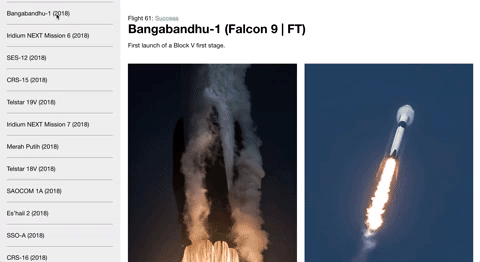 Bangabandhu-1 (2018)
Iridium NEXT Mission 6 (2018)
SES-12 (2018)
CRS-15 (2018)
Telstar 19V (2018)
Iridium NEXT Mission 7 (2018)
Merah Putih (2018)
Telstar 18V (2018)
SAOCOM 1A (2018)
Es'hail 2 (2018)
SSO-A (2018)
CRS-16 (2018)
Flight 61: Success
Bangabandhu-1 (Falcon 9 | FT)
First launch of a Block V first stage.